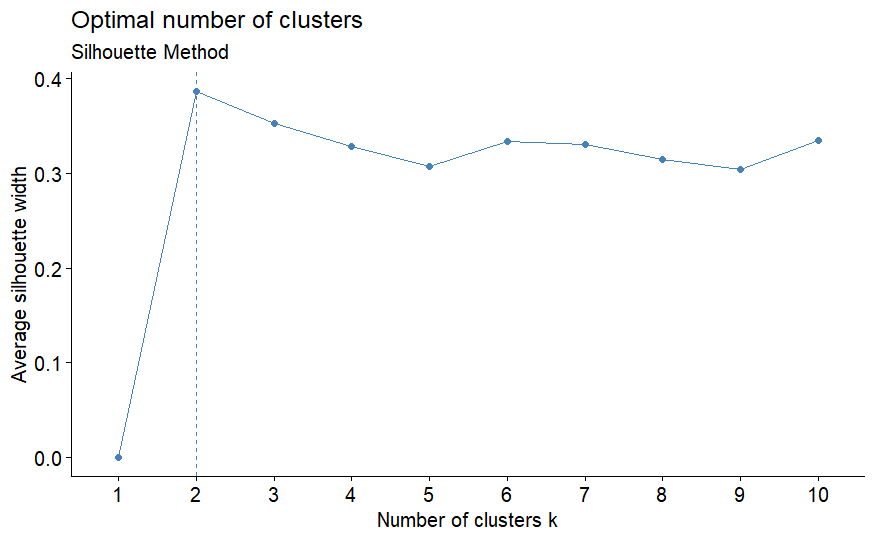 Optimal number of clusters
Silhouette Method
Average silhouette width
0.4
0.3
0.2
0.1
0.0
1 2 3 4 5 6 7 8 9 10
Number of clusters k